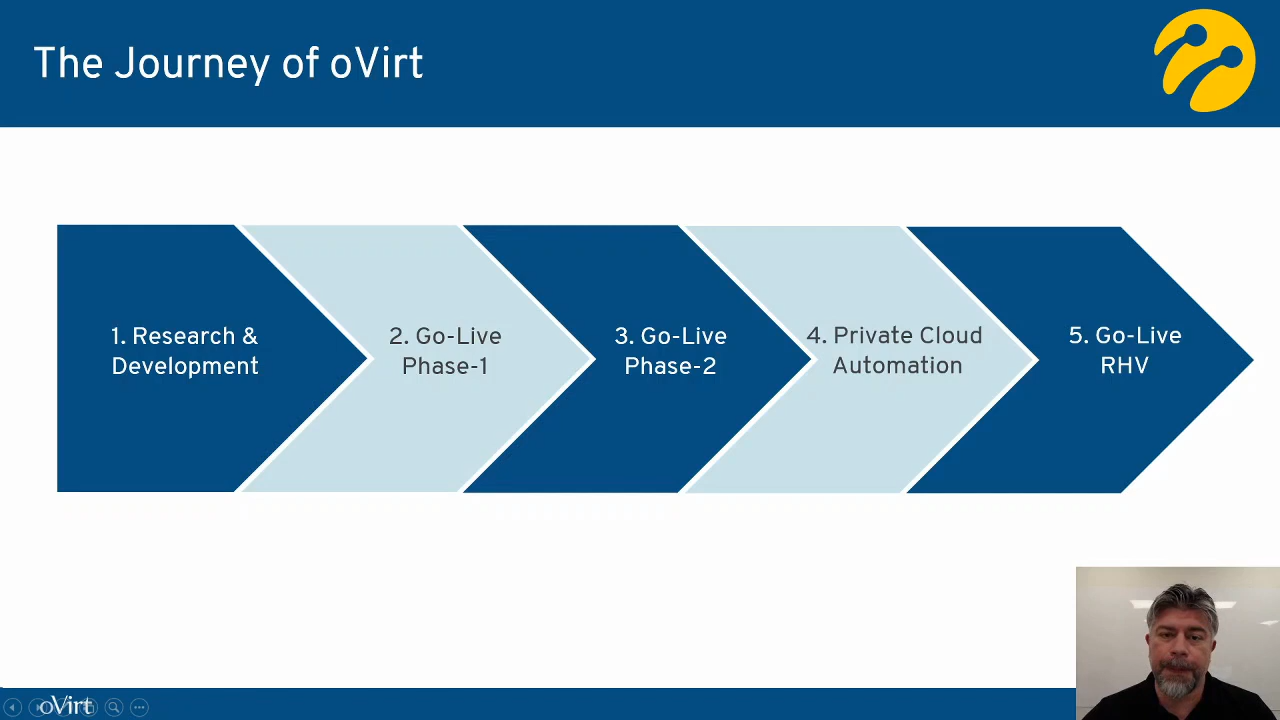 The Journey of oVirt
1. Research &
Development
2. Go-Live
Phase-1
3. Go-Live
Phase-2
4. Private Cloud
Automation
5. Go-Live
RHV
oVirt